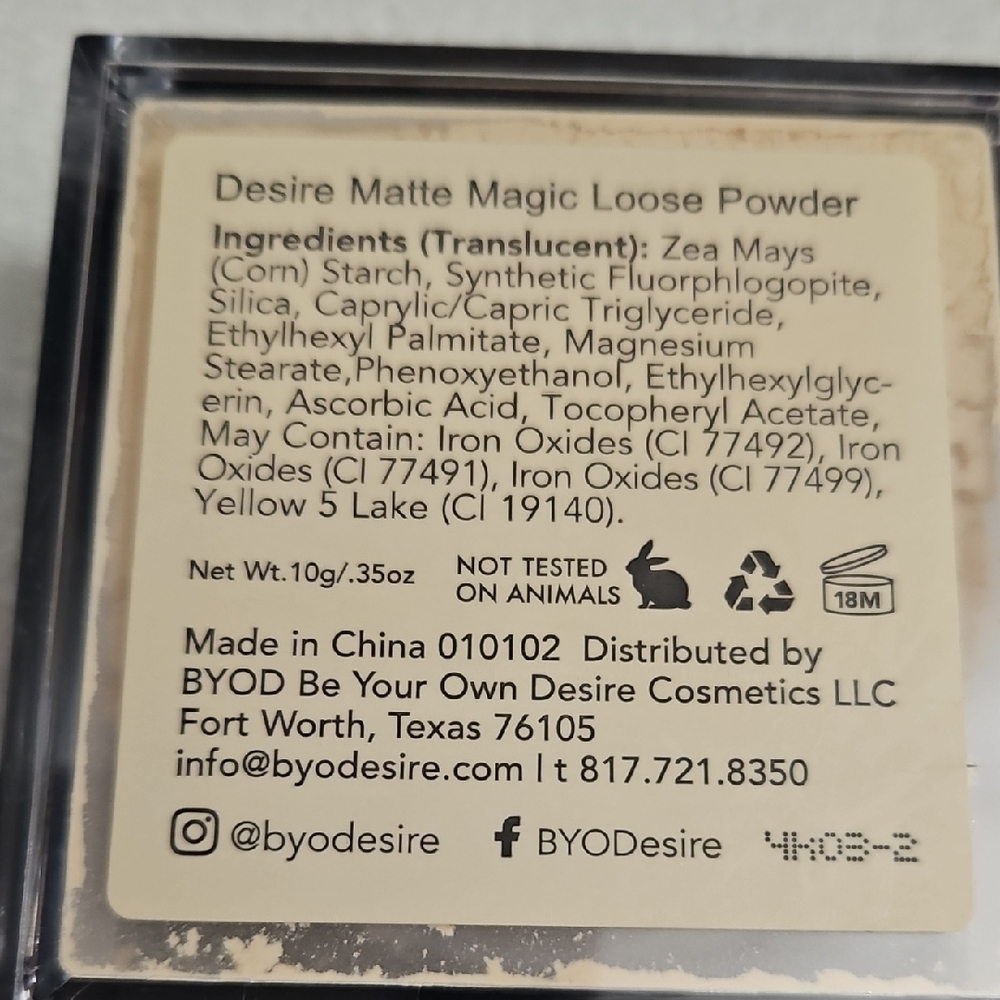 Desire Matte Magic Loose Powder
Ingredients (Translucent): Zea Mays
(Corn) Starch, Synthetic Fluorphlogopite,
Silica, Caprylic/Capric Triglyceride,
Ethylhexyl Palmitate, Magnesium
Stearate,Phenoxyethanol, Ethylhexylglyc-
erin, Ascorbic Acid, Tocopheryl Acetate,
May Contain: Iron Oxides (CI 77492), Iron
Oxides (CI 77491), Iron Oxides (CI 77499),
Yellow 5 Lake (CI 19140).
Net Wt.10g/.35oz
NOT TESTED
ON ANIMALS
18M
Made in China 010102 Distributed by
BYOD Be Your Own Desire Cosmetics LLC
Fort Worth, Texas 76105
info@byodesire.com | t 817.721.8350
@byodesire
BYODesire
4K03-2